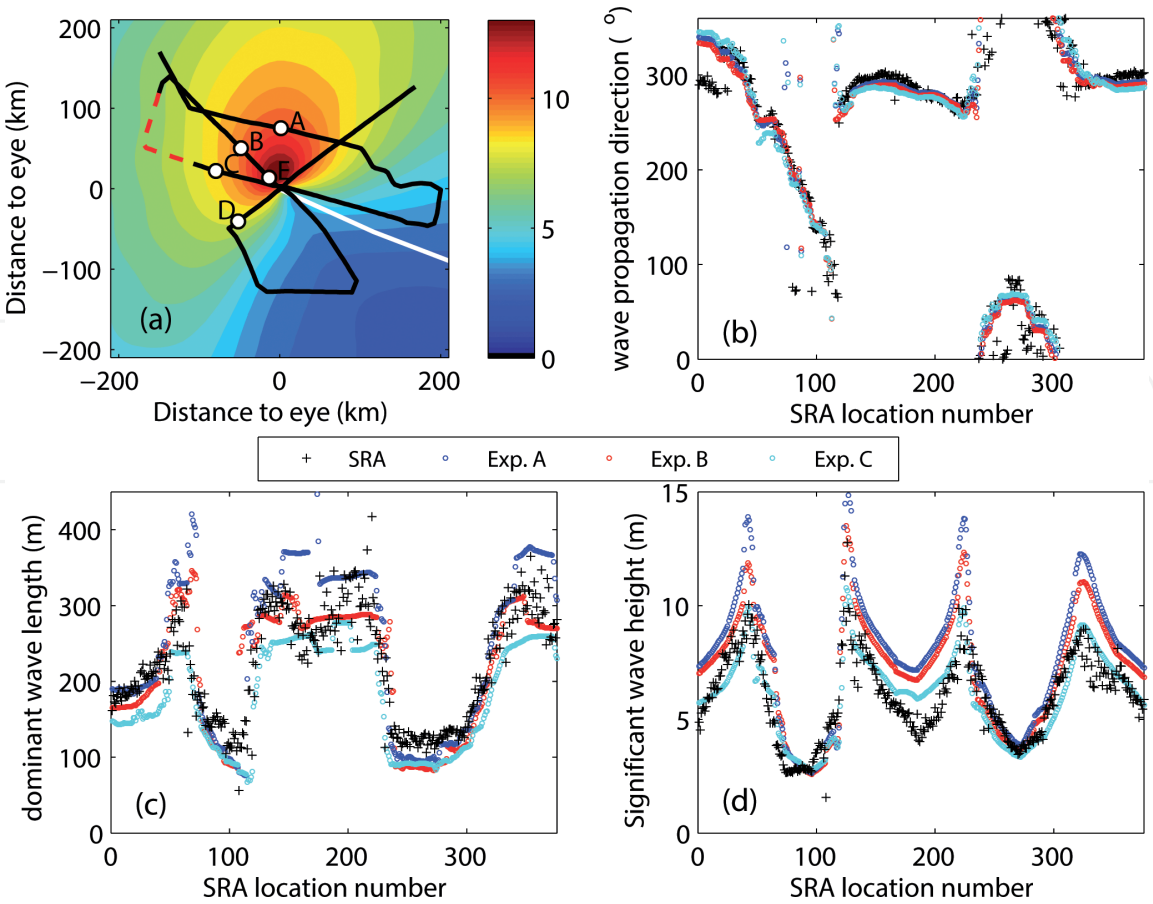 200
100
0
−100
−200
Distance to eye (km)
−200
0
200
Distance to eye (km)
A
B
C
D
E
(a)
10
5
0
300
200
100
0
wave propagation direction ( o)
0
100
200
300
SRA location number
(b)
SRA Exp. A Exp. B Exp. C
400
300
200
100
0
dominant wave length (m)
0
100
200
300
SRA location number
(c)
15
10
5
0
Significant wave height (m)
0
100
200
300
SRA location number
(d)